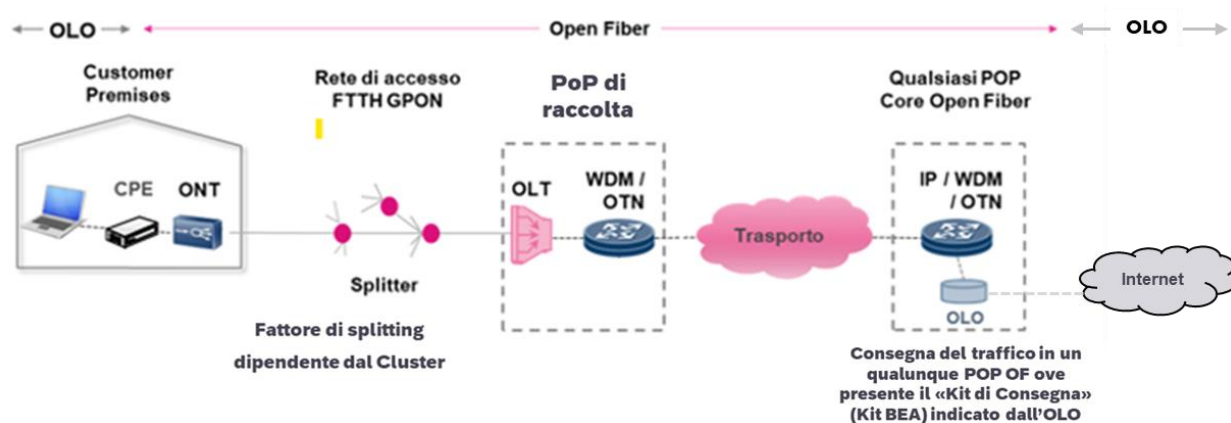 OLO
Open Fiber
OLO
Customer
Premises
Rete di accesso
FTTH GPON
PoP di
raccolta
Qualsiasi POP
Core Open Fiber
CPE
ONT
OLT
WDM /
OTN
IP / WDM
/ OTN
Trasporto
Internet
Splitter
OLO
Fattore di splitting
dipendente dal Cluster
Consegna del traffico in un
qualunque POP OF ove
presente il «Kit di Consegna»
(Kit BEA) indicato dall'OLO